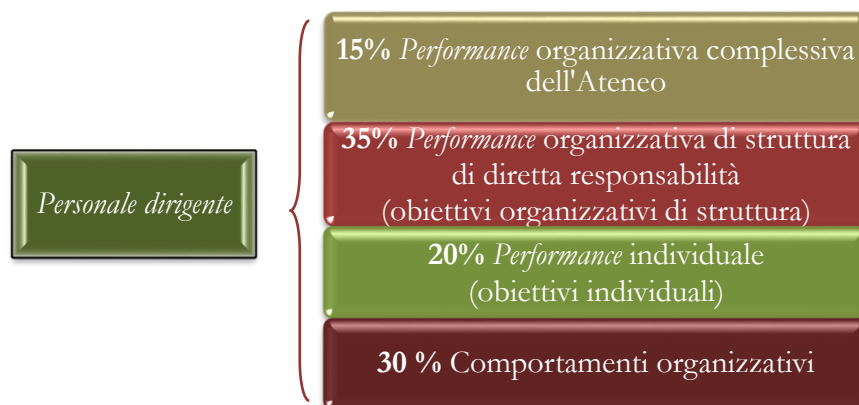 Personale dirigente
15% Performance organizzativa complessiva
dell'Ateneo
35% Performance organizzativa di struttura
di diretta responsabilità
(obiettivi organizzativi di struttura)
20% Performance individuale
(obiettivi individuali)
30 % Comportamenti organizzativi